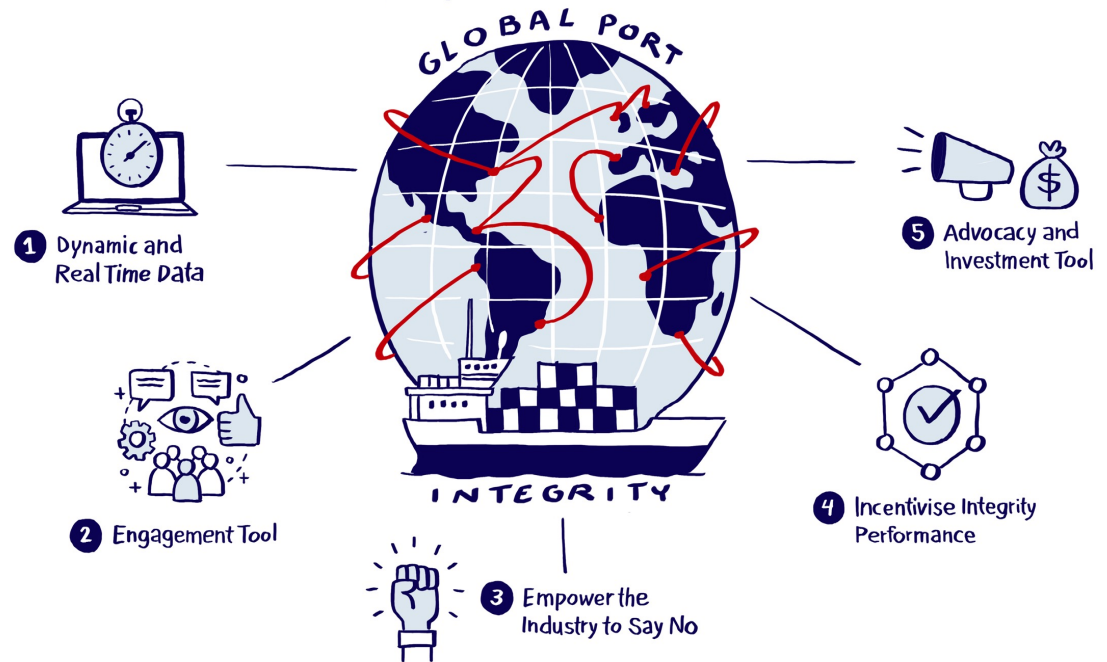 GLOBAL PORT
INTEGRITY
1 Dynamic and
Real Time Data
2 Engagement Tool
3 Empower the
Industry to Say No
4 Incentivise Integrity
Performance
5 Advocacy and
Investment Tool
$